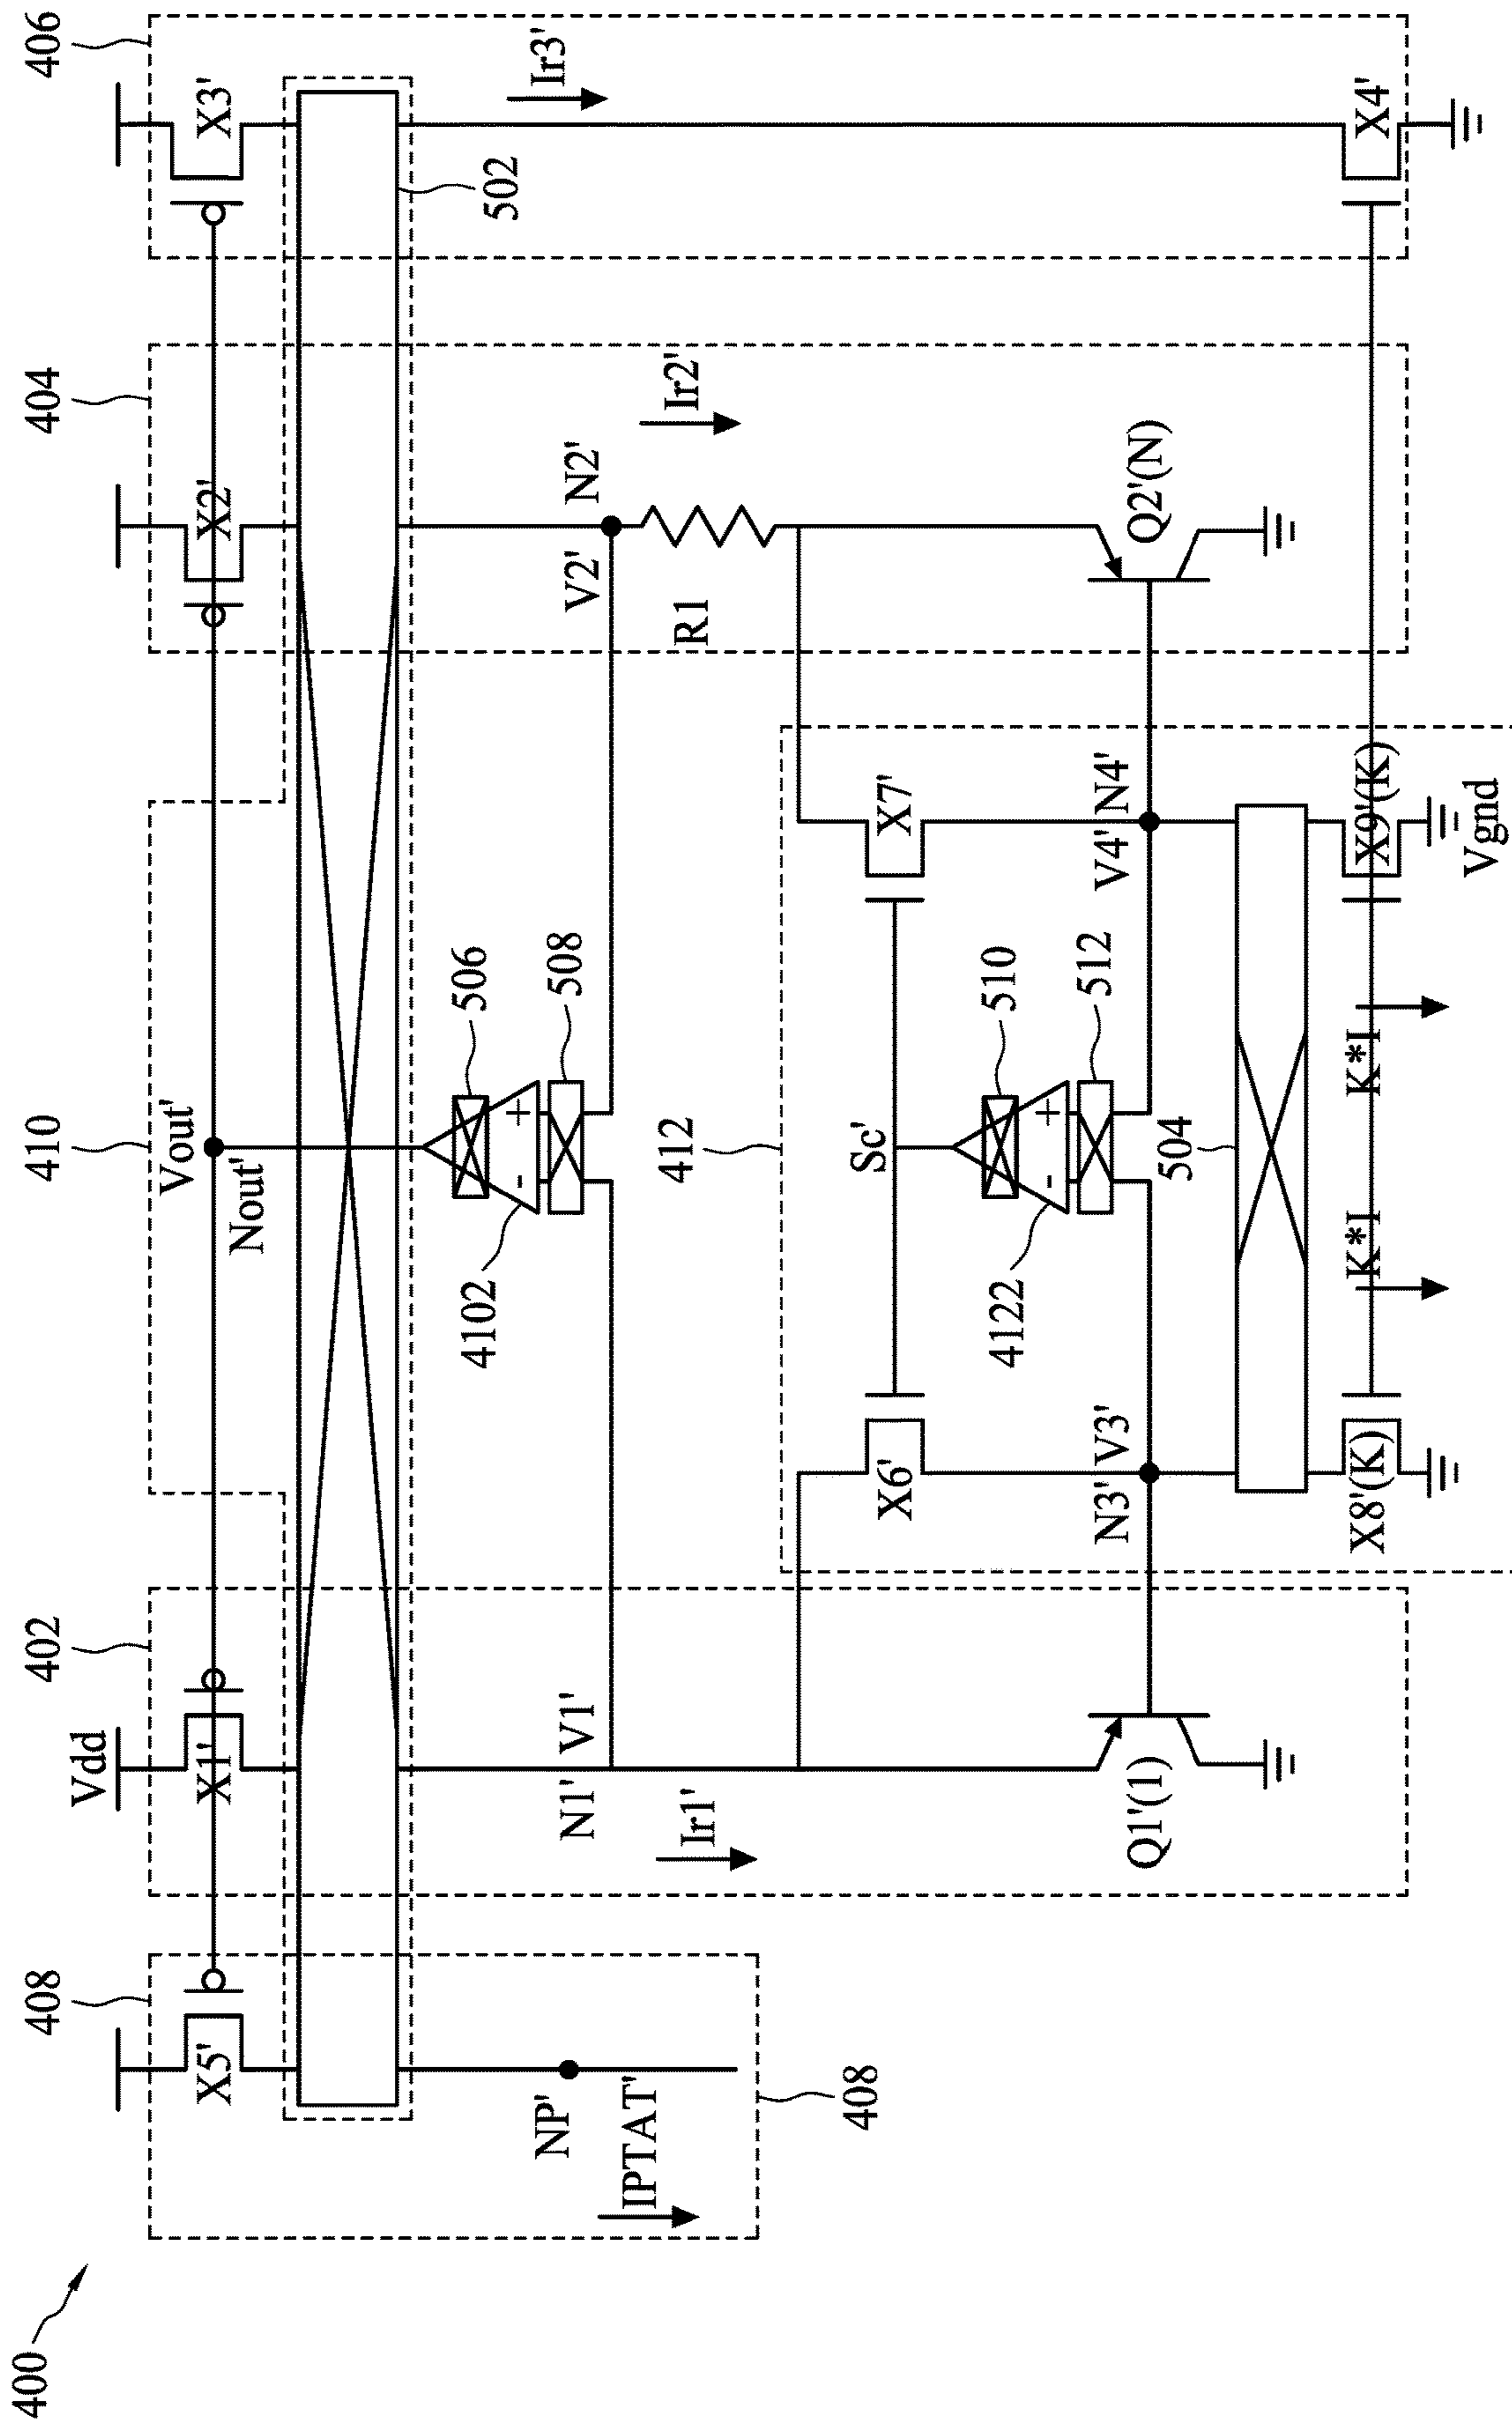 400
408
402
410
404
406
Vdd
X5'
X1'
Vout'
Nout'
X2'
X3'
502
NP'
IPTAT'
408
N1'
V1'
Ir1'
4102
506
508
V2'
N2'
R1
Ir2'
Ir3'
412
X6'
Sc'
X7'
4122
510
512
N3'
V3'
V4'
N4'
504
Q1'(1)
Q2'(N)
X8'(K)
K*I
K*I
X9'(K)
Vgnd
X4'
-
+
-
+